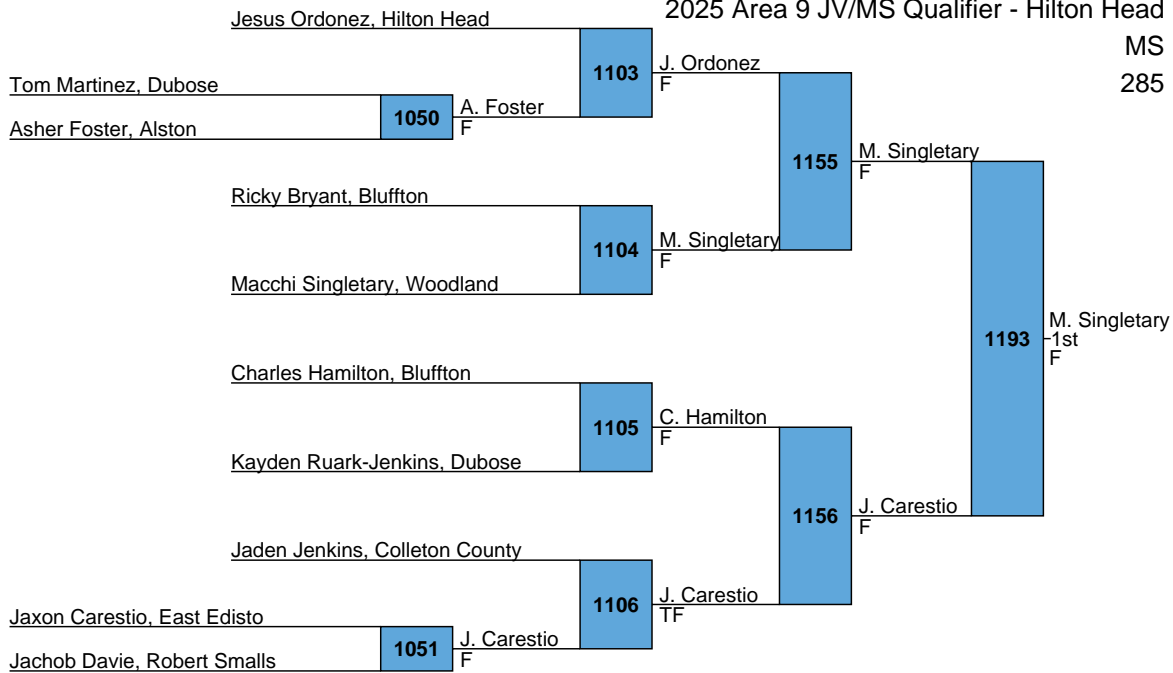 2025 Area 9 JV/MS Qualifier - Hilton Head
MS
285
Jesus Ordonez, Hilton Head
1103
J. Ordonez
F
Tom Martinez, Dubose
1050
A. Foster
F
Asher Foster, Alston
1155
M. Singletary
F
Ricky Bryant, Bluffton
1104
M. Singletary
F
Macchi Singletary, Woodland
1193
M. Singletary
1st
F
Charles Hamilton, Bluffton
1105
C. Hamilton
F
Kayden Ruark-Jenkins, Dubose
1156
J. Carestio
F
Jaden Jenkins, Colleton County
1106
J. Carestio
TF
Jaxon Carestio, East Edisto
1051
J. Carestio
F
Jachob Davie, Robert Smalls